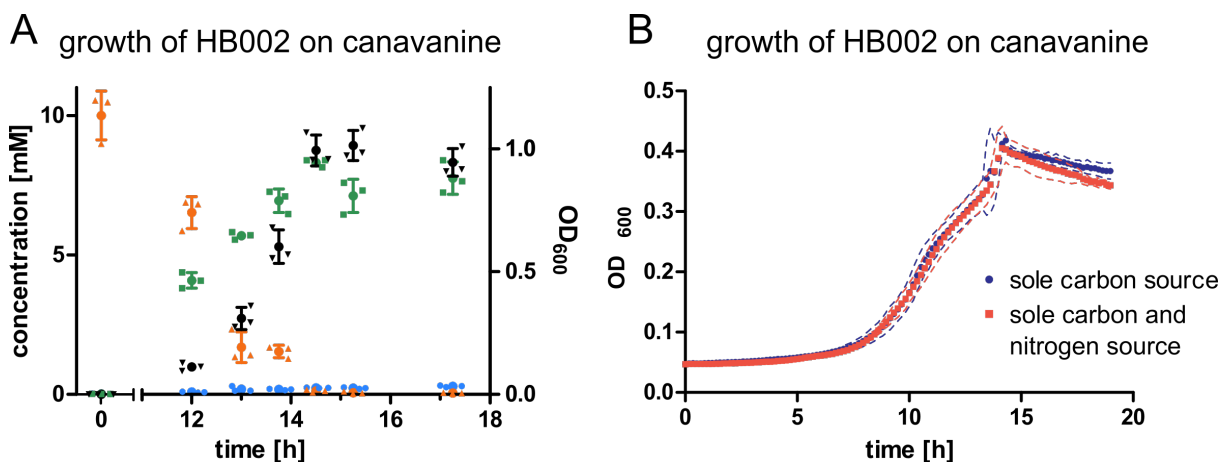 A
growth of HB002 on canavanine
concentration [mM]
10
5
0
0
12
14
16
18
time [h]
1.0
0.5
0.0
OD600
B
growth of HB002 on canavanine
OD 600
0.5
0.4
0.3
0.2
0.1
0.0
0
5
10
15
20
time [h]
sole carbon source
sole carbon and
nitrogen source